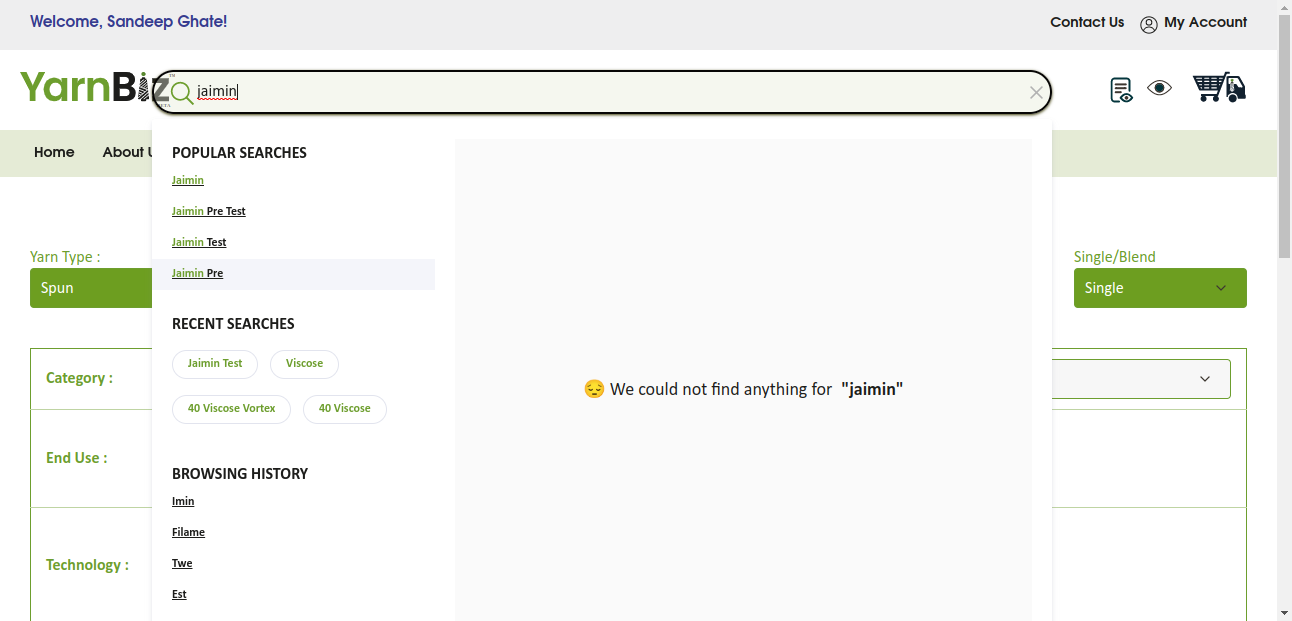 Welcome, Sandeep Ghate!
Contact Us
My Account
YarnBiz
jaimin
Home
About U
POPULAR SEARCHES
Jaimin
Jaimin Pre Test
Jaimin Test
Jaimin Pre
Yarn Type :
Spun
Single/Blend
Single
RECENT SEARCHES
Jaimin Test
Viscose
40 Viscose Vortex
40 Viscose
Category :
End Use :
Technology :
😔 We could not find anything for "jaimin"
BROWSING HISTORY
Imin
Filame
Twe
Est